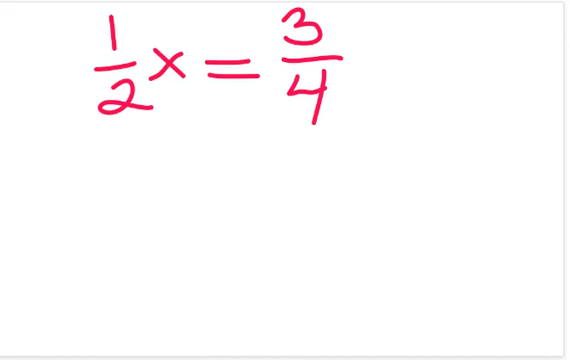 1/2 x = 3/4